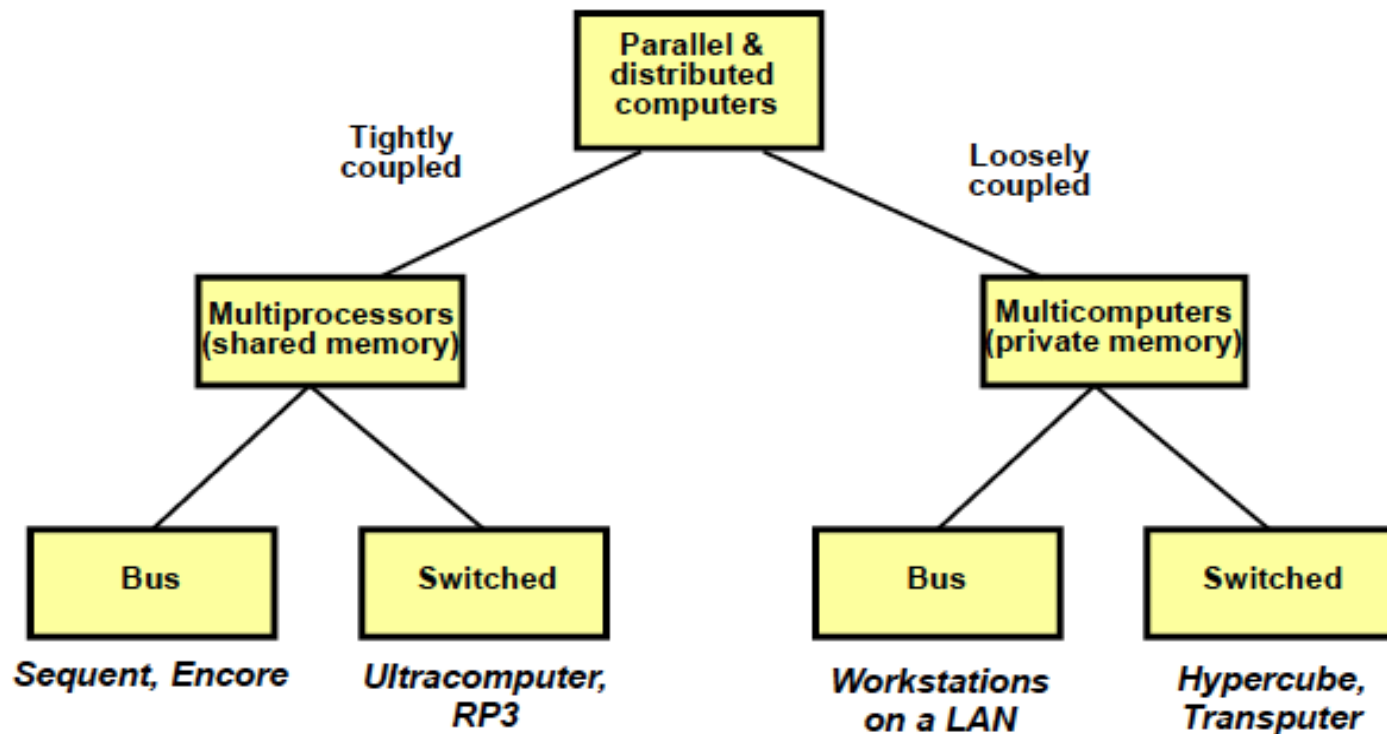 Parallel &
distributed
computers
Tightly
coupled
Loosely
coupled
Multiprocessors
(shared memory)
Multicomputers
(private memory)
Bus
Switched
Bus
Switched
Sequent, Encore
Ultracomputer,
RP3
Workstations
on a LAN
Hypercube,
Transputer